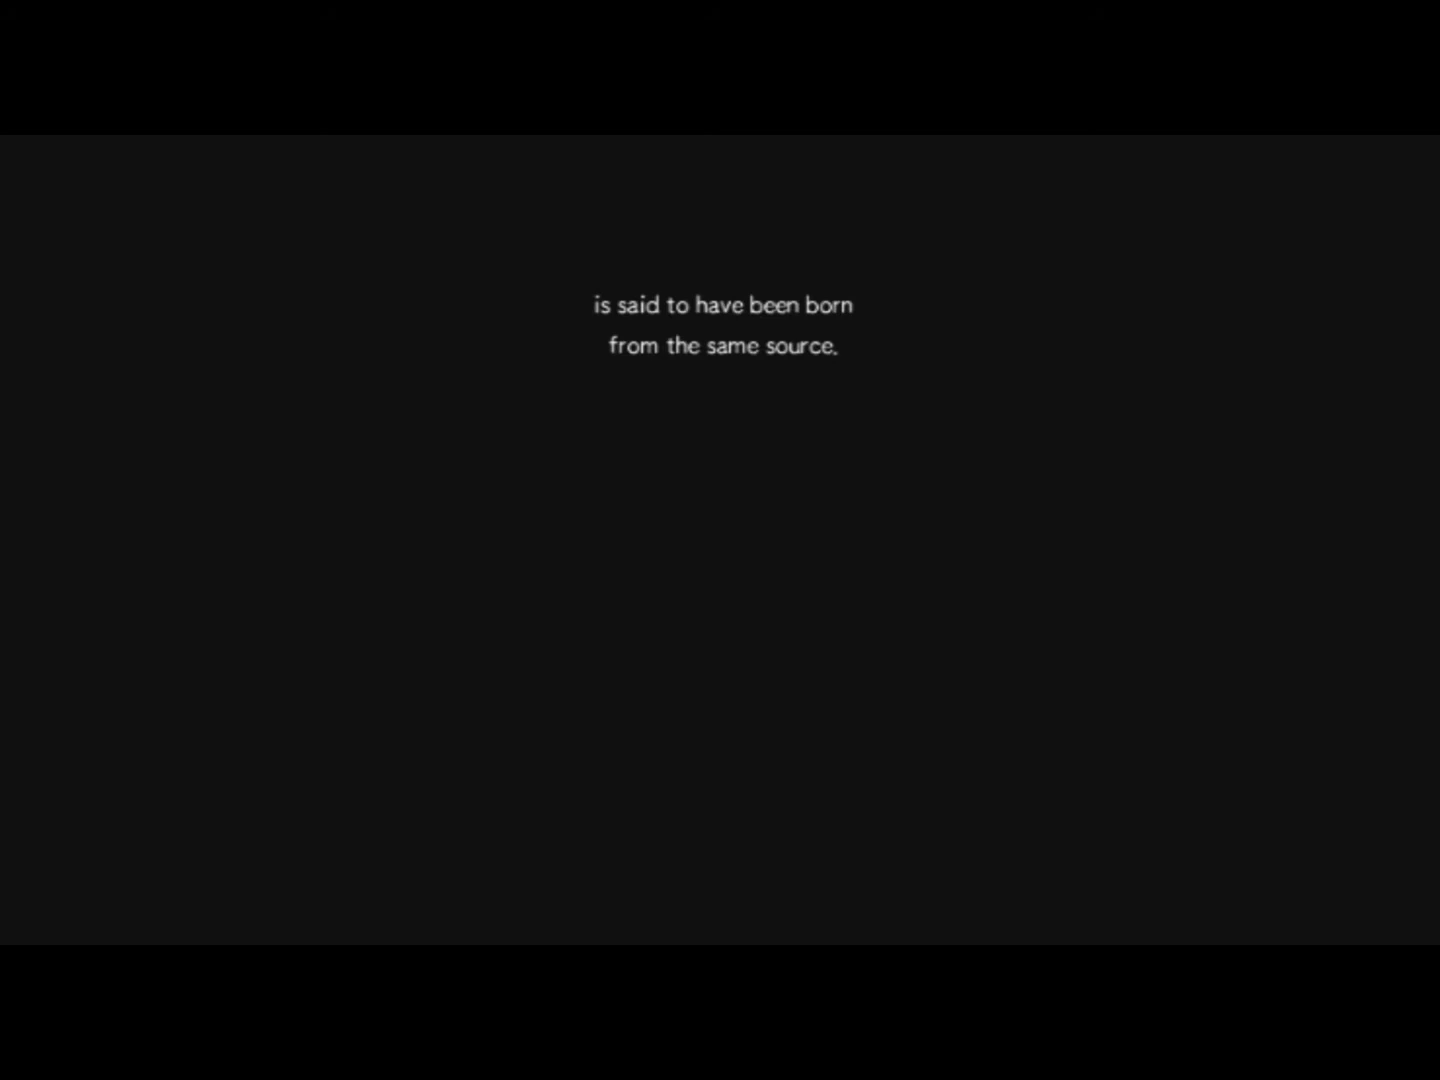 is said to have been born
from the same source.